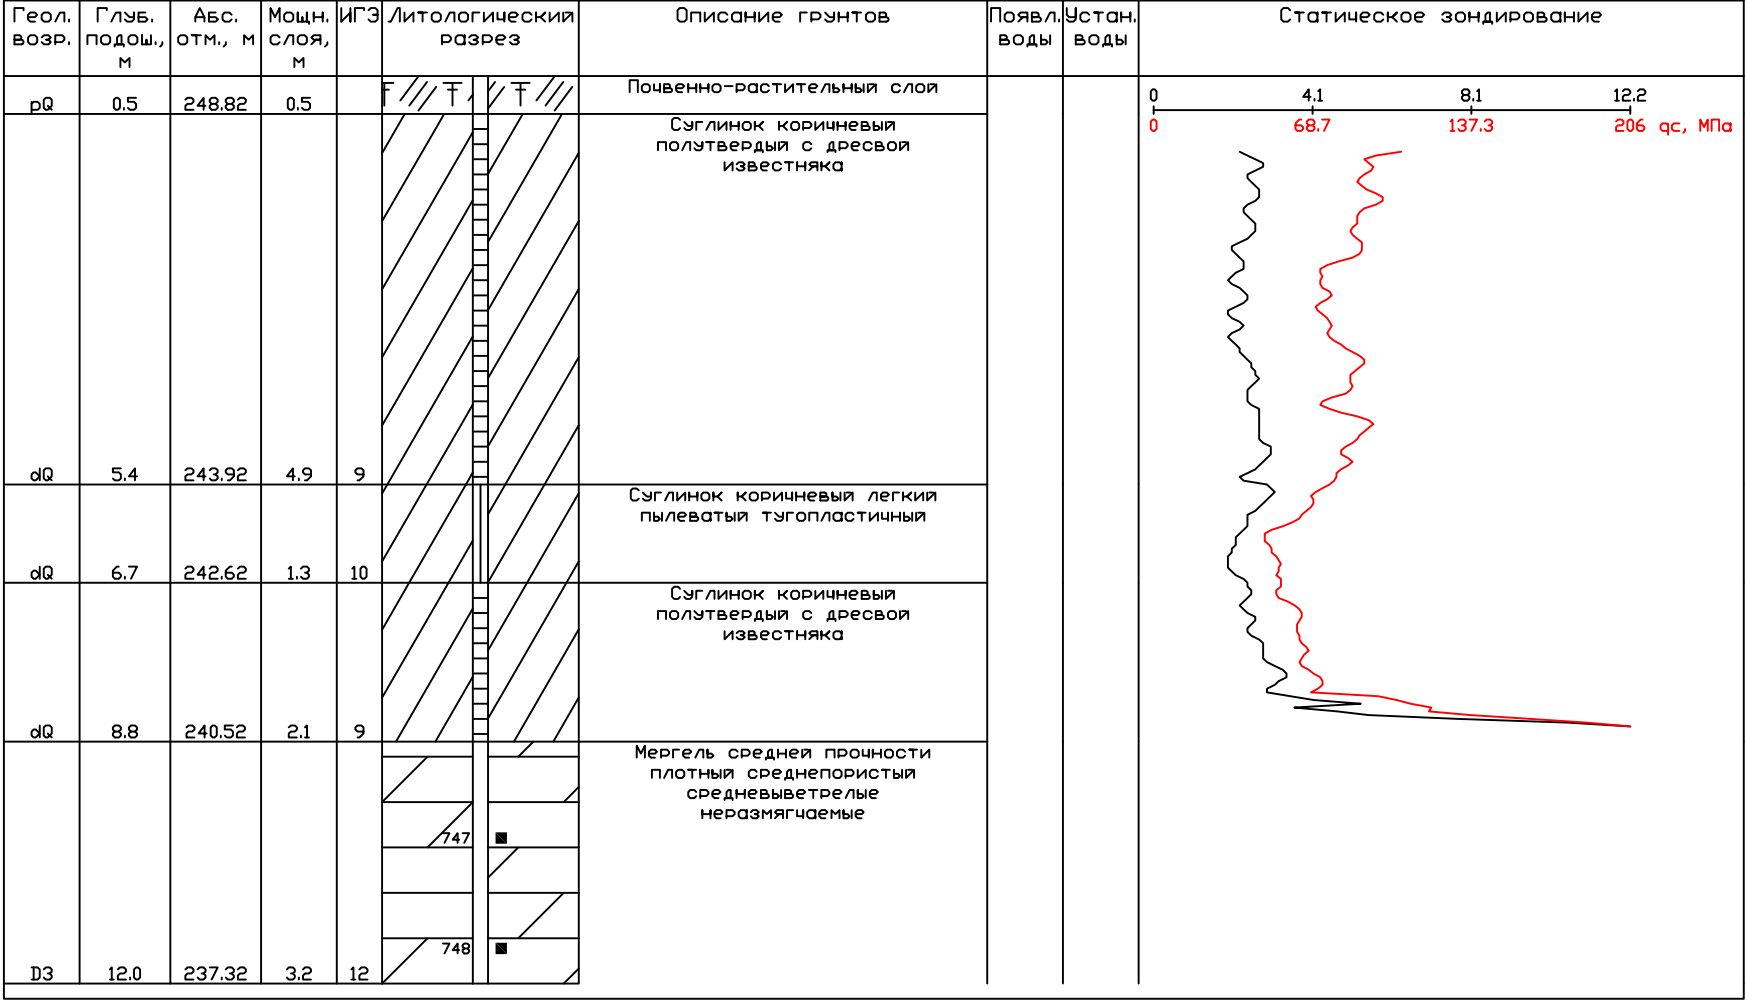 Геол. возр.
Глуб. подош., м
Абс. отм., м
Мощн. слоя, м
ИГЭ
Литологический разрез
Описание грунтов
Появл. воды
Устан. воды
Статическое зондирование
pQ 0.5 248.82 0.5
Почвенно-растительный слой
0 4.1 8.1 12.2
0 68.7 137.3 206 qc, МПа
Суглинок коричневый
полутвердый с дресвой
известняка
dQ 5.4 243.92 4.9 9
Суглинок коричневый легкий
пылеватый тугопластичный
dQ 6.7 242.62 1.3 10
Суглинок коричневый
полутвердый с дресвой
известняка
dQ 8.8 240.52 2.1 9
Мергель средней прочности
плотный среднепористый
средневыветрелые
неразмягчаемые
747
748
D3 12.0 237.32 3.2 12